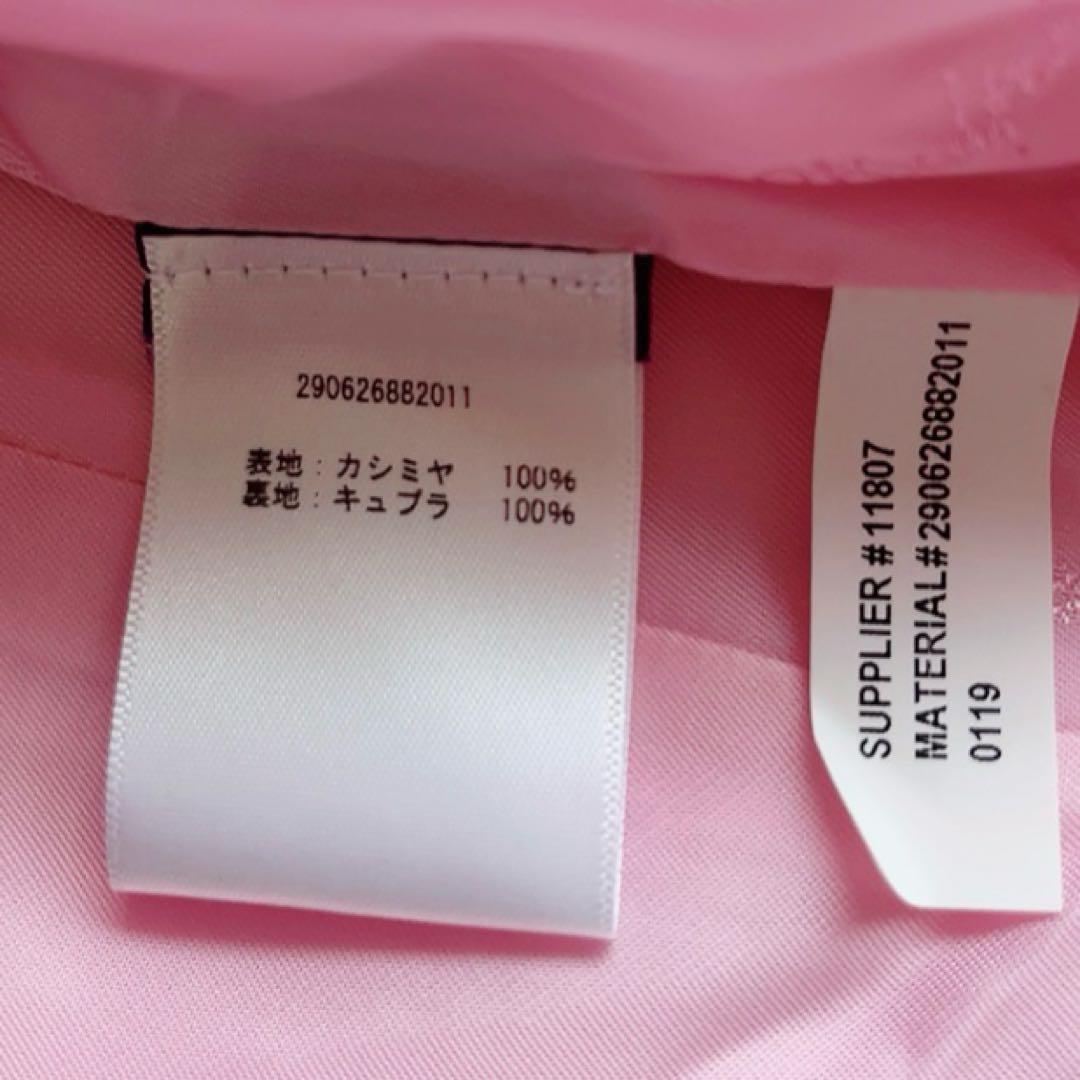 290626882011
表地：カシミヤ 100%
裏地：キュプラ 100%
SUPPLIER # 11807
MATERIAL# 290626882011
0119